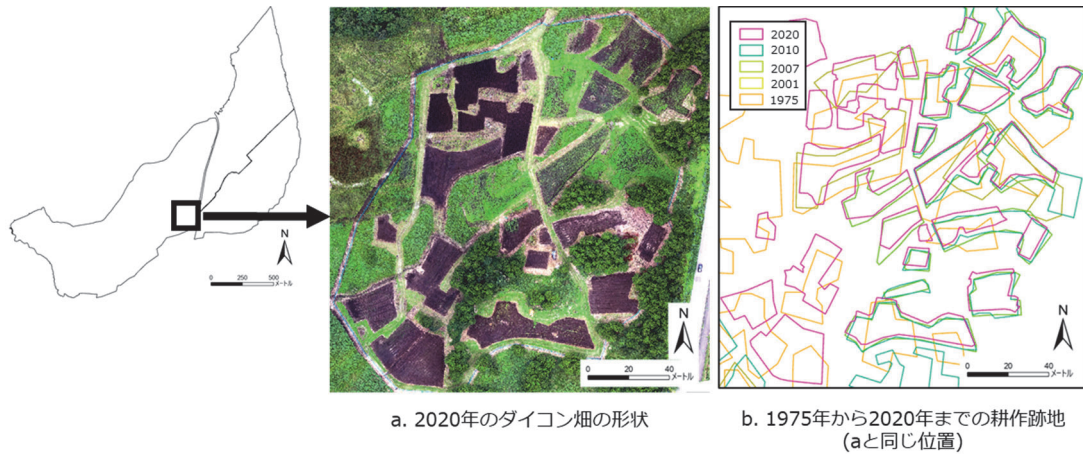 N
0 250 500
メートル
N
0 20 40
メートル
a. 2020年のダイコン畑の形状
2020
2010
2007
2001
1975
N
0 20 40
メートル
b. 1975年から2020年までの耕作跡地
(aと同じ位置)